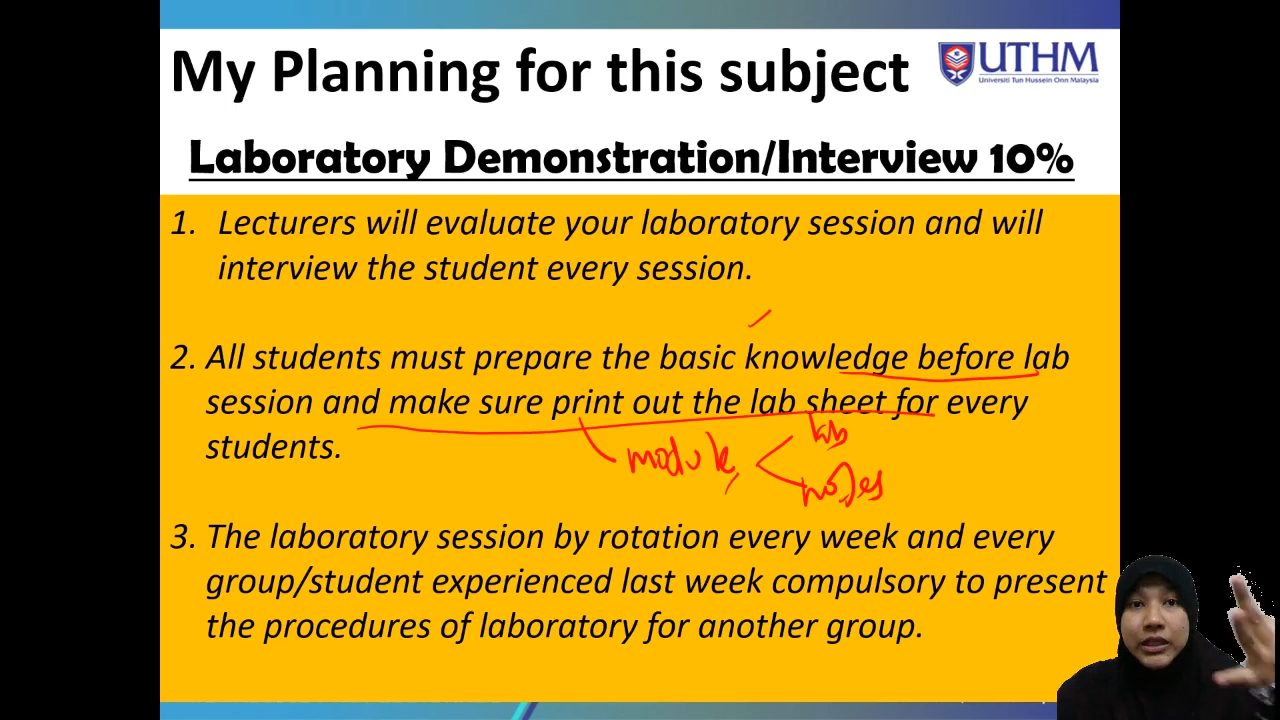 My Planning for this subject
UTHM
Universiti Tun Hussein Onn Malaysia
Laboratory Demonstration/Interview 10%
1. Lecturers will evaluate your laboratory session and will
interview the student every session.
2. All students must prepare the basic knowledge before lab
session and make sure print out the lab sheet for every
students.
lab
module
notes
3. The laboratory session by rotation every week and every
group/student experienced last week compulsory to present
the procedures of laboratory for another group.